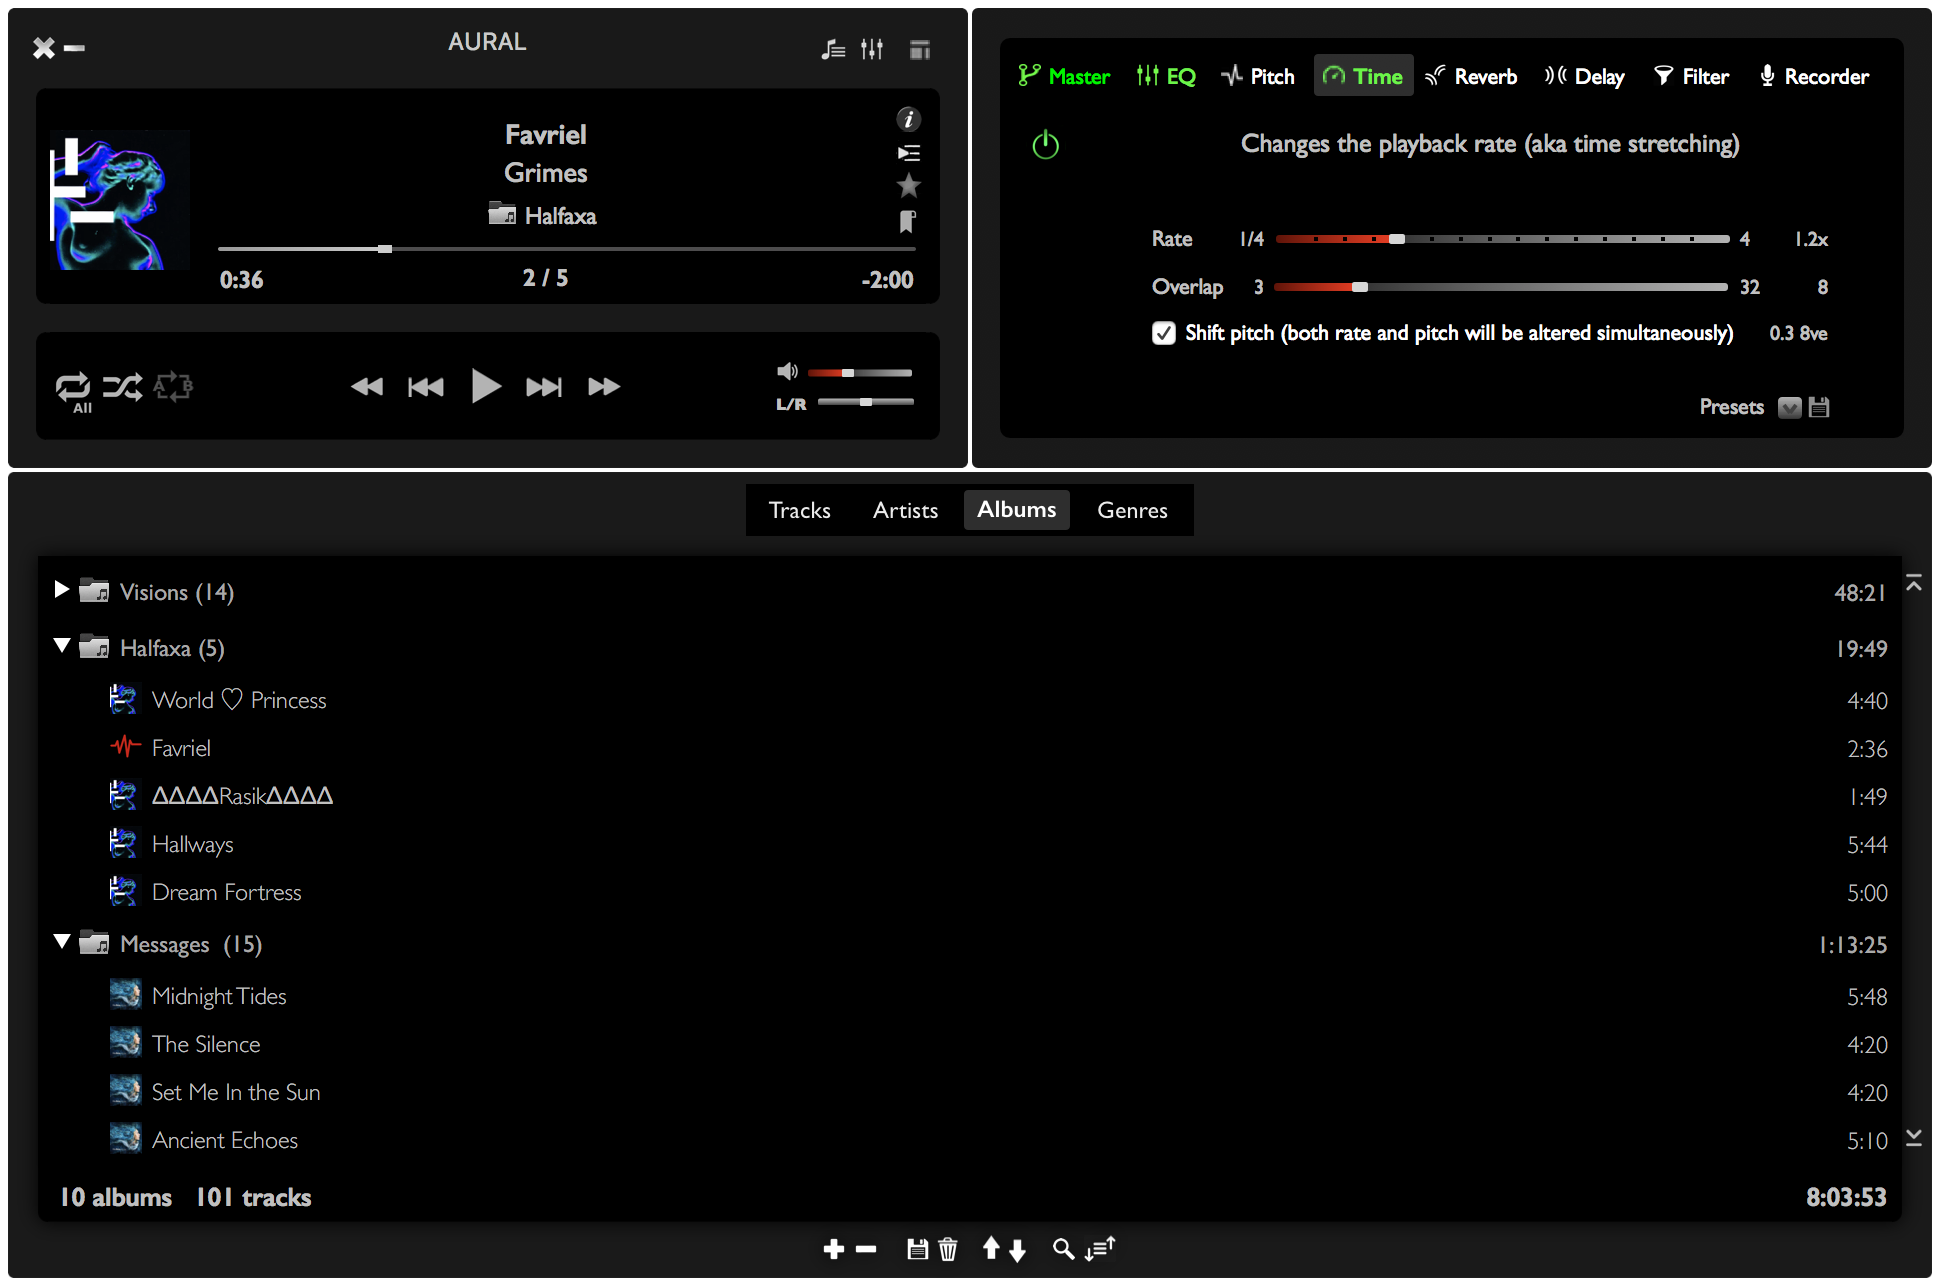 AURAL
Favriel
Grimes
Halfaxa
0:36 2 / 5 -2:00
All A B
L/R
Master EQ Pitch Time Reverb Delay Filter Recorder
Changes the playback rate (aka time stretching)
Rate 1/4 4 1.2x
Overlap 3 32 8
Shift pitch (both rate and pitch will be altered simultaneously) 0.3 8ve
Presets
Tracks Artists Albums Genres
Visions (14) 48:21
Halfaxa (5) 19:49
World ♡ Princess 4:40
Favriel 2:36
∆∆∆∆Rasik∆∆∆∆ 1:49
Hallways 5:44
Dream Fortress 5:00
Messages (15) 1:13:25
Midnight Tides 5:48
The Silence 4:20
Set Me In the Sun 4:20
Ancient Echoes 5:10
10 albums 101 tracks 8:03:53